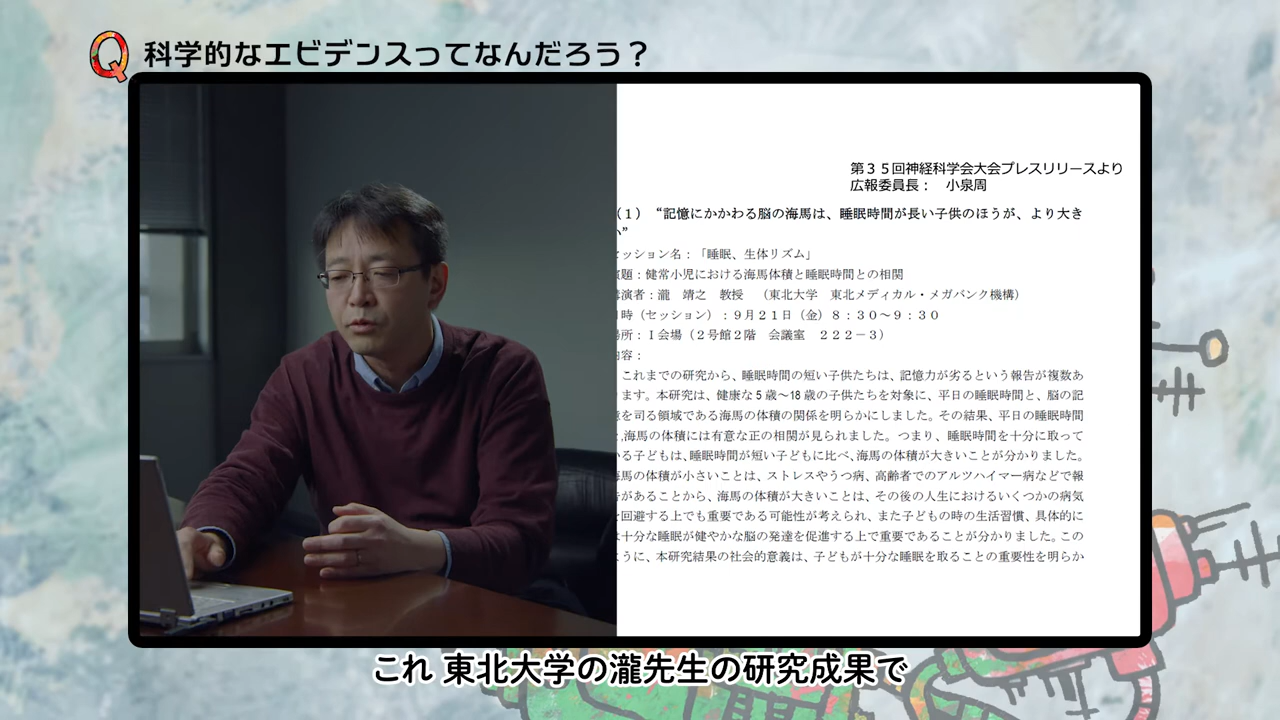 Q 科学的なエビデンスってなんだろう？
第３５回神経科学会大会プレスリリースより
広報委員長： 小泉周
（１）“記憶にかかわる脳の海馬は、睡眠時間が長い子供のほうが、より大き
い”
セッション名：「睡眠、生体リズム」
演題：健常小児における海馬体積と睡眠時間との相関
講演者：瀧 靖之 教授 （東北大学 東北メディカル・メガバンク機構）
日時（セッション）：９月２１日（金）８：３０～９：３０
場所：Ｉ会場（２号館２階 会議室 ２２２－３）
内容：
これまでの研究から、睡眠時間の短い子供たちは、記憶力が劣るという報告が複数あ
ます。本研究は、健康な５歳～18 歳の子供たちを対象に、平日の睡眠時間と、脳の記
憶を司る領域である海馬の体積の関係を明らかにしました。その結果、平日の睡眠時間
、海馬の体積には有意な正の相関が見られました。つまり、睡眠時間を十分に取って
る子どもは、睡眠時間が短い子どもに比べ、海馬の体積が大きいことが分かりました。
海馬の体積が小さいことは、ストレスやうつ病、高齢者でのアルツハイマー病などで報
告があることから、海馬の体積が大きいことは、その後の人生におけるいくつかの病気
を回避する上でも重要である可能性が考えられ、また子どもの時の生活習慣、具体的に
は十分な睡眠が健やかな脳の発達を促進する上で重要であることが分かりました。この
ように、本研究結果の社会的意義は、子どもが十分な睡眠を取ることの重要性を明らか
これ 東北大学の瀧先生の研究成果で